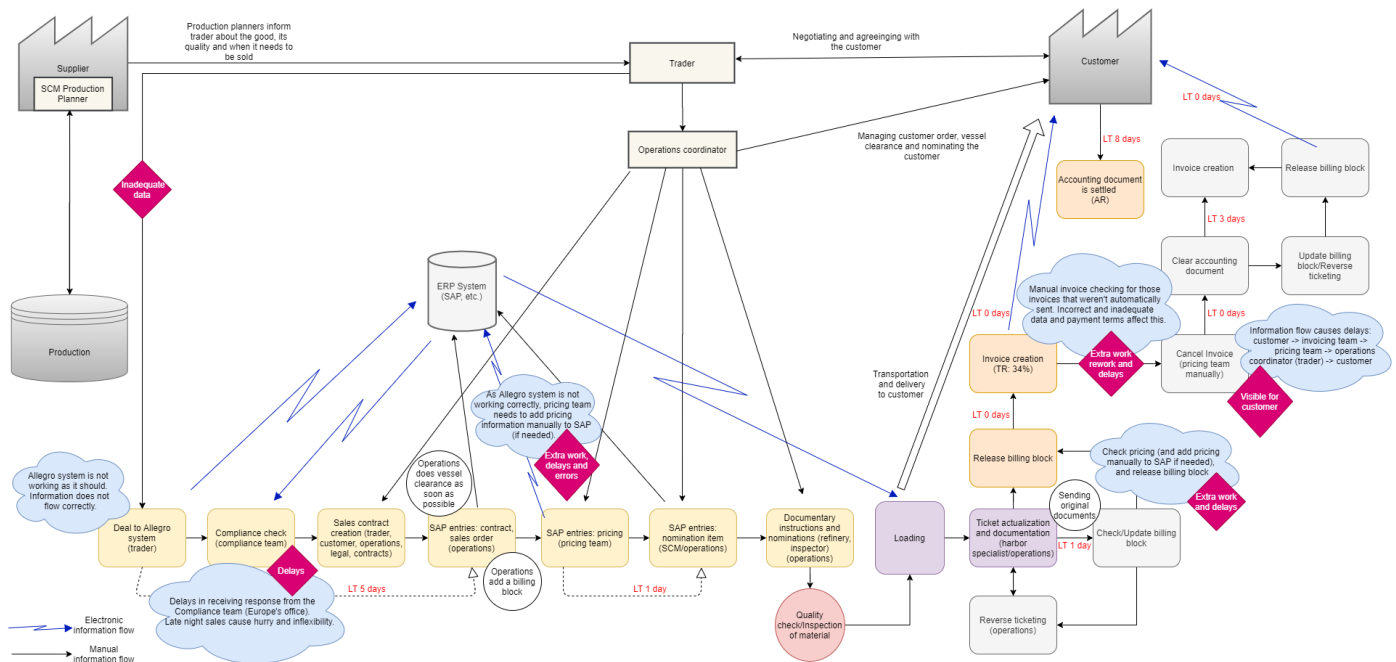 Production planners inform
trader about the good, its
quality and when it needs to
be sold
Negotiating and agreeinging with
the customer
Supplier
SCM Production
Planner
Trader
Customer
LT 0 days
LT 8 days
Operations coordinator
Managing customer order, vessel
clearance and nominating the
customer
Inadequate
data
Accounting document
is settled
(AR)
Invoice creation
Release billing block
LT 3 days
Clear accounting
document
Update billing
block/Reverse
ticketing
ERP System
(SAP, etc.)
Manual invoice checking for those
invoices that weren't automatically
sent. Incorrect and inadequate
data and payment terms affect this.
LT 0 days
LT 0 days
Production
Information flow causes delays:
customer -> invoicing team ->
pricing team -> operations
coordinator (trader) -> customer
Invoice creation
(TR: 34%)
Extra work
rework and
delays
Cancel Invoice
(pricing team
manually)
Visible for
customer
Transportation
and delivery
to customer
As Allegro system is not
working correctly, pricing team
needs to add pricing
information manually to SAP
(if needed).
Extra work,
delays and
errors
LT 0 days
Release billing block
Check pricing (and add pricing
manually to SAP if needed),
and release billing block
Extra work
and delays
Allegro system is not
working as it should.
Information does not
flow correctly.
Operations
does vessel
clearance as
soon as
possible
Sending
original
documents
Deal to Allegro
system
(trader)
Compliance check
(compliance team)
Sales contract
creation (trader,
customer, operations,
legal, contracts)
SAP entries: contract,
sales order
(operations)
SAP entries: pricing
(pricing team)
SAP entries:
nomination item
(SCM/operations)
Documentary
instructions and
nominations (refinery,
inspector)
(operations)
Loading
Ticket actualization
and documentation
(harbor
specialist/operations)
LT 1 day
Check/Update billing
block
Delays
LT 5 days
Operations
add a billing
block
LT 1 day
Delays in receiving response from the
Compliance team (Europe's office).
Late night sales cause hurry and inflexibility.
Quality
check/Inspection
of material
Reverse ticketing
(operations)
Electronic
information flow
Manual
information flow